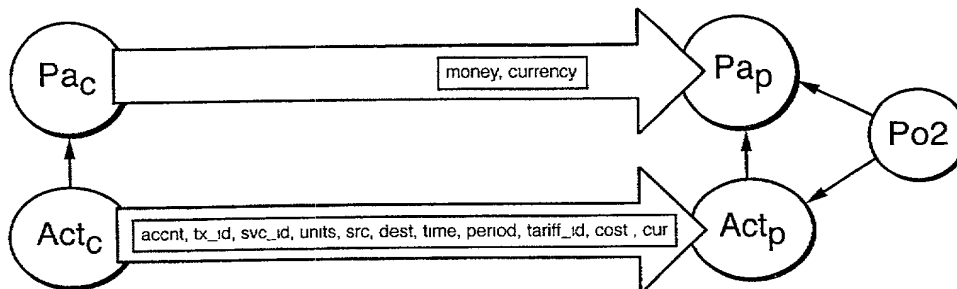 Pac
money, currency
Pap
Po2
Actc
accnt, tx_id, svc_id, units, src, dest, time, period, tariff_id, cost , cur
Actp